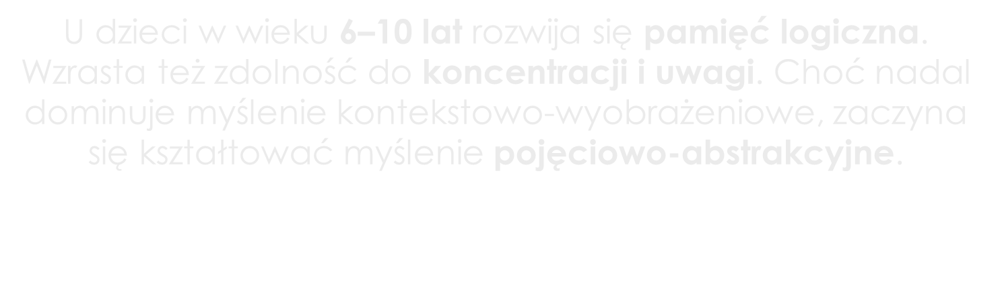 U dzieci w wieku 6–10 lat rozwija się pamięć logiczna.
Wzrasta też zdolność do koncentracji i uwagi. Choć nadal
dominuje myślenie kontekstowo-wyobrażeniowe, zaczyna
się kształtować myślenie pojęciowo-abstrakcyjne.